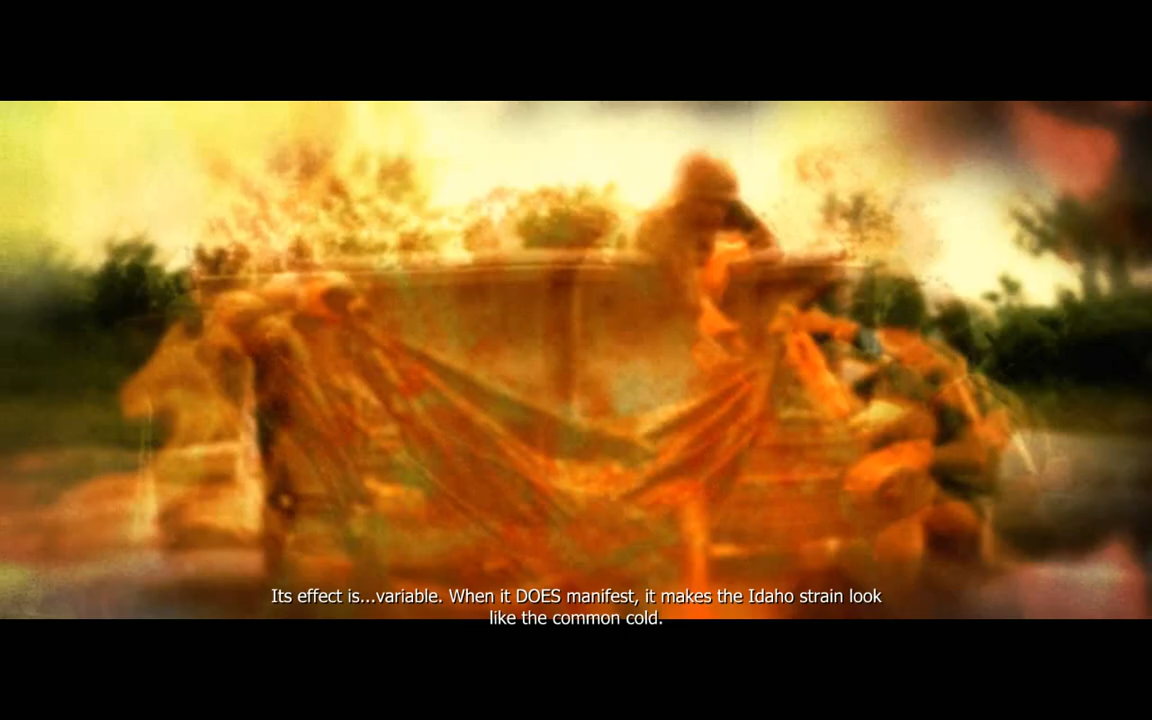 Its effect is...variable. When it DOES manifest, it makes the Idaho strain look
like the common cold.